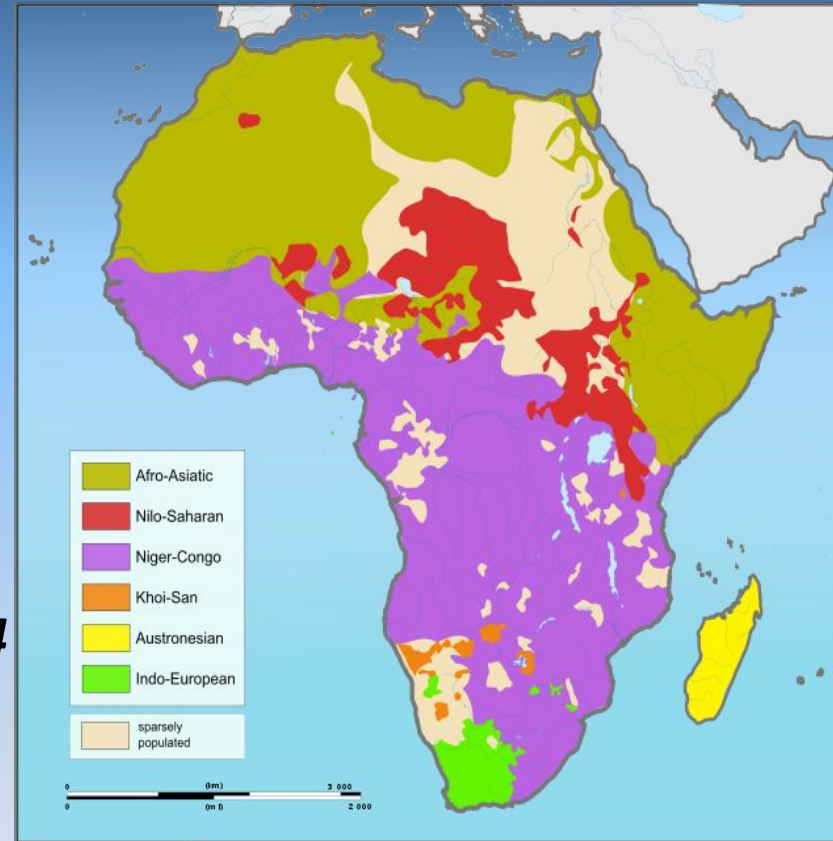 Afro-Asiatic
Nilo-Saharan
Niger-Congo
Khoi-San
Austronesian
Indo-European
sparsely
populated
0 (km) 3 000
0 (mi) 2 000